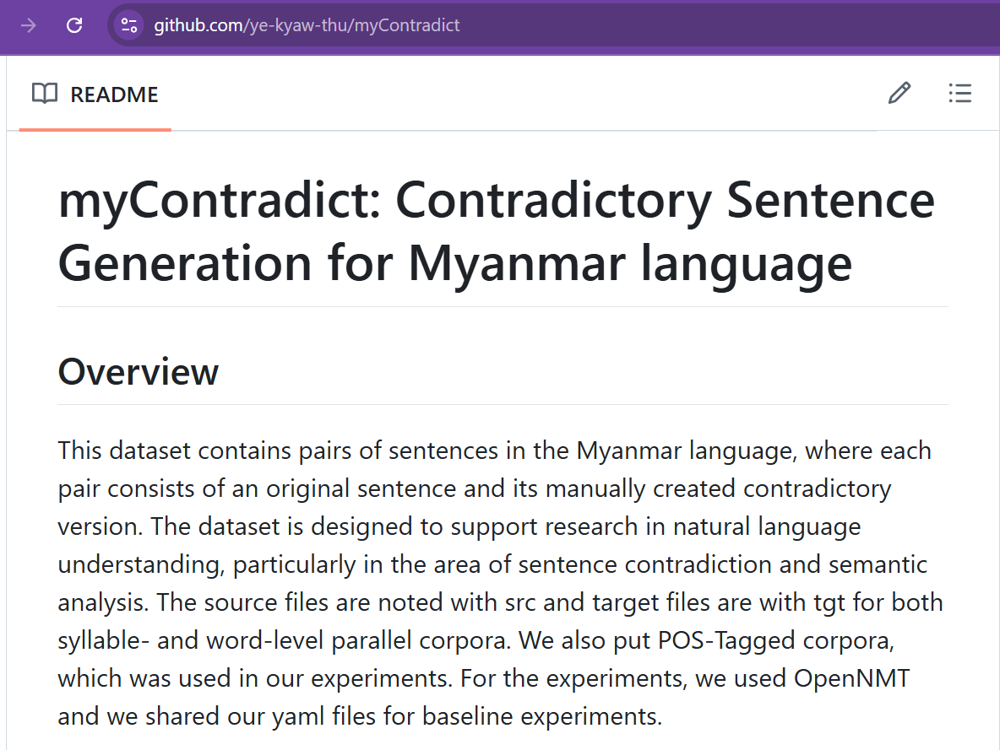 github.com/ye-kyaw-thu/myContradict
README
myContradict: Contradictory Sentence
Generation for Myanmar language
Overview
This dataset contains pairs of sentences in the Myanmar language, where each
pair consists of an original sentence and its manually created contradictory
version. The dataset is designed to support research in natural language
understanding, particularly in the area of sentence contradiction and semantic
analysis. The source files are noted with src and target files are with tgt for both
syllable- and word-level parallel corpora. We also put POS-Tagged corpora,
which was used in our experiments. For the experiments, we used OpenNMT
and we shared our yaml files for baseline experiments.